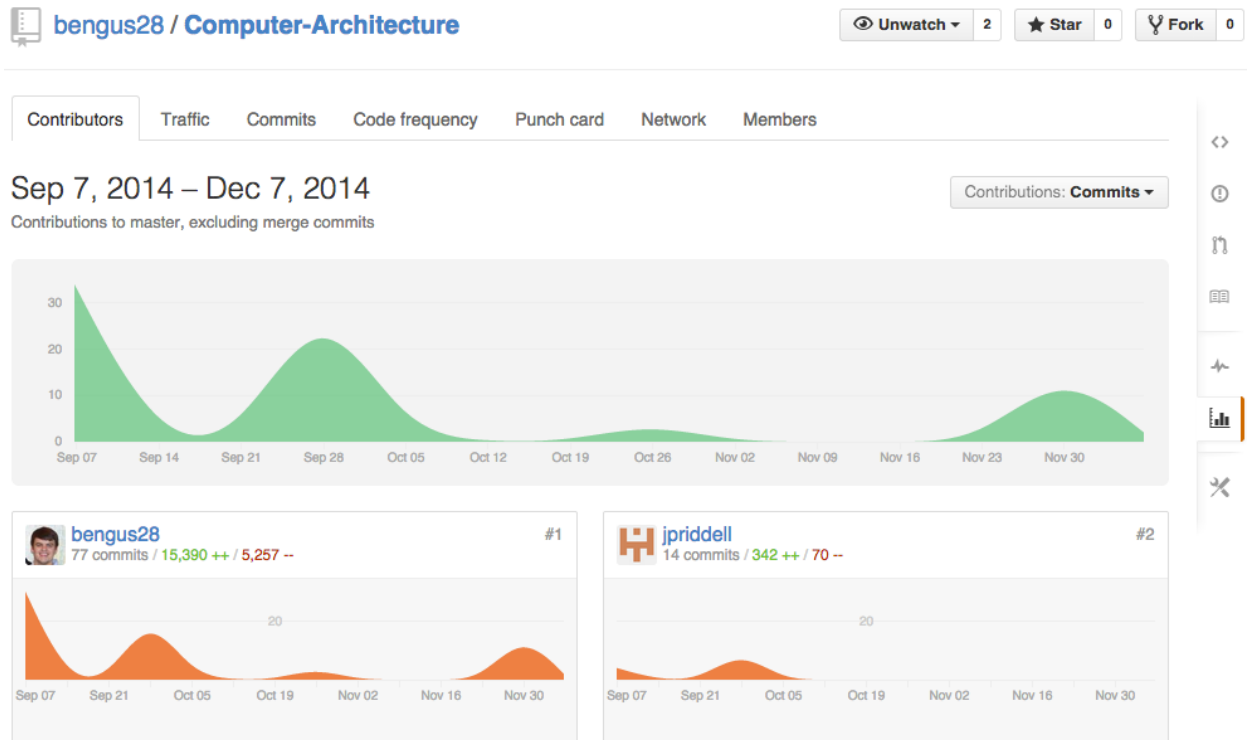 bengus28 / Computer-Architecture
Unwatch 2 Star 0 Fork 0
Contributors Traffic Commits Code frequency Punch card Network Members
Sep 7, 2014 – Dec 7, 2014
Contributions: Commits
Contributions to master, excluding merge commits
30
20
10
0
Sep 07 Sep 14 Sep 21 Sep 28 Oct 05 Oct 12 Oct 19 Oct 26 Nov 02 Nov 09 Nov 16 Nov 23 Nov 30
bengus28 #1
77 commits / 15,390 ++ / 5,257 --
20
Sep 07 Sep 21 Oct 05 Oct 19 Nov 02 Nov 16 Nov 30
jpriddell #2
14 commits / 342 ++ / 70 --
20
Sep 07 Sep 21 Oct 05 Oct 19 Nov 02 Nov 16 Nov 30